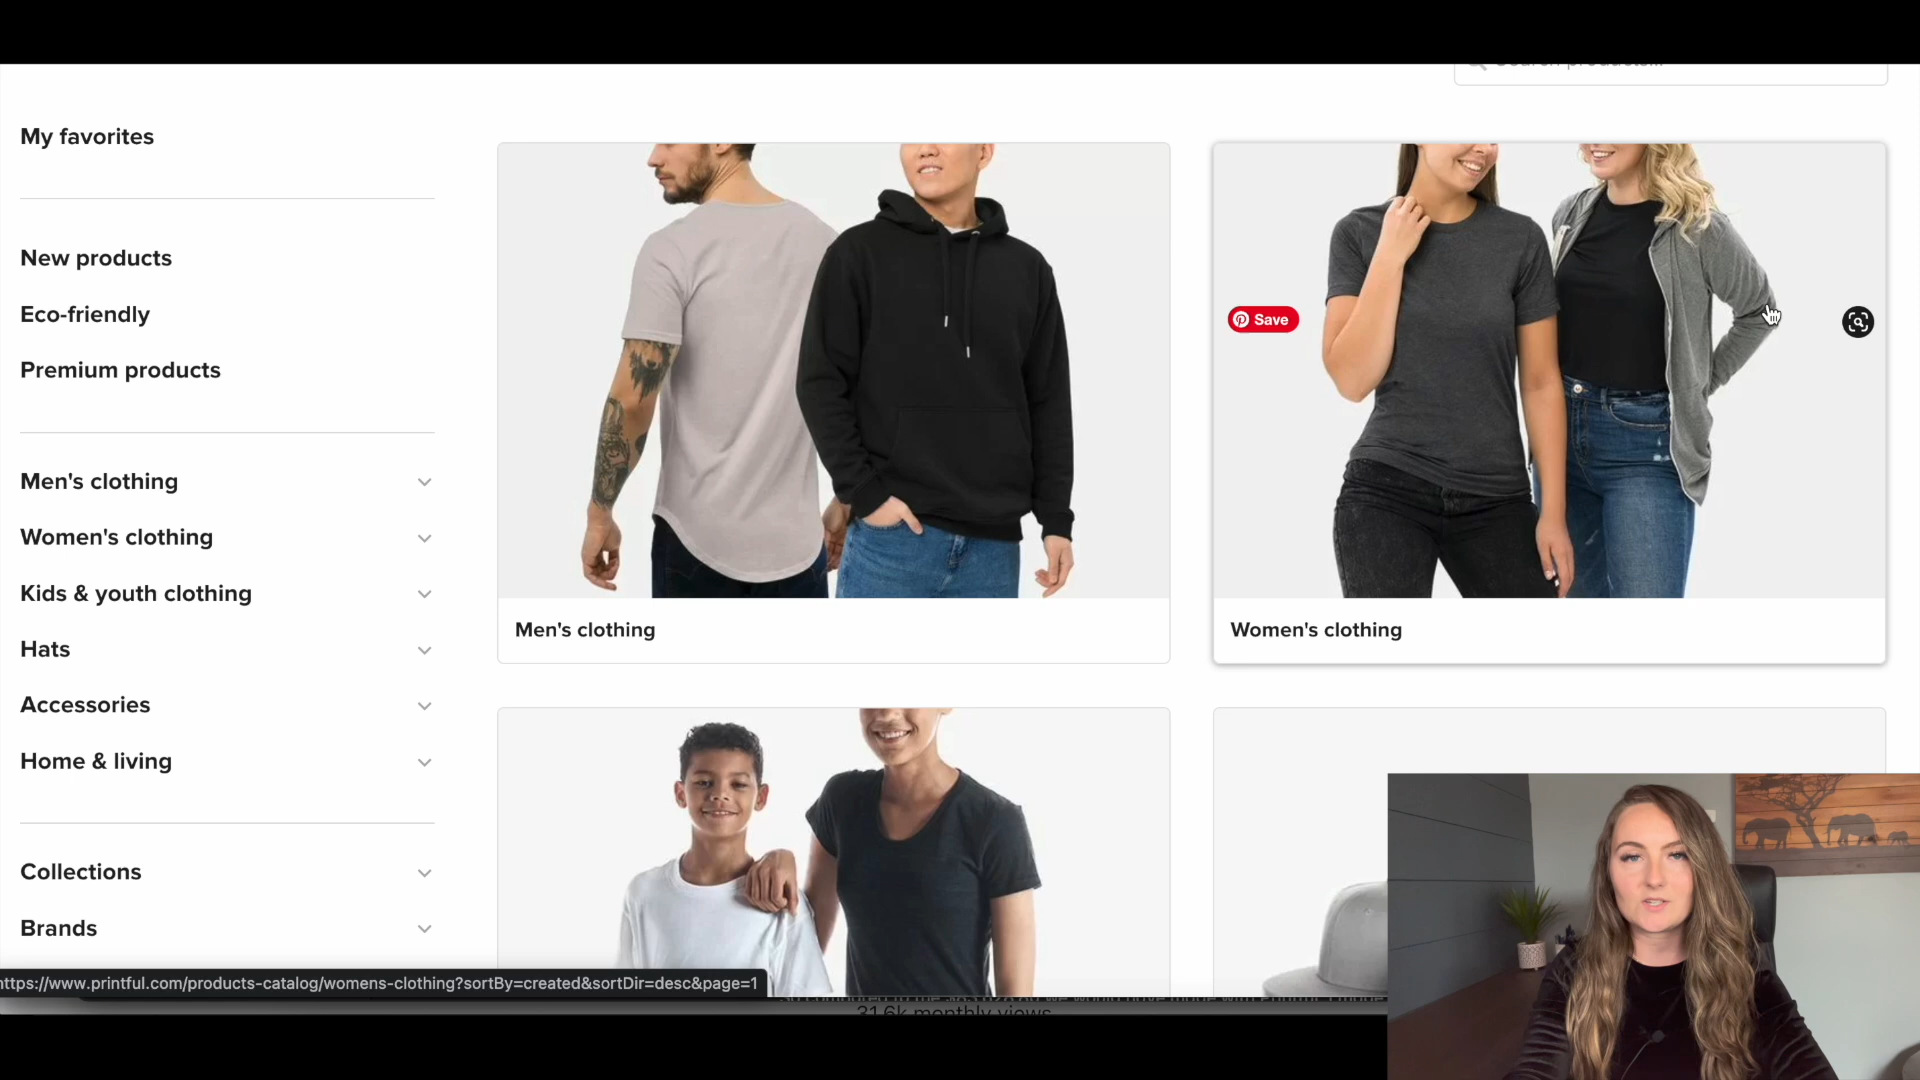 My favorites
New products
Eco-friendly
Premium products
Men's clothing
Women's clothing
Kids & youth clothing
Hats
Accessories
Home & living
Collections
Brands
Save
Men's clothing
Women's clothing
https://www.printful.com/products-catalog/womens-clothing?sortBy=created&sortDir=desc&page=1
31.6k monthly views